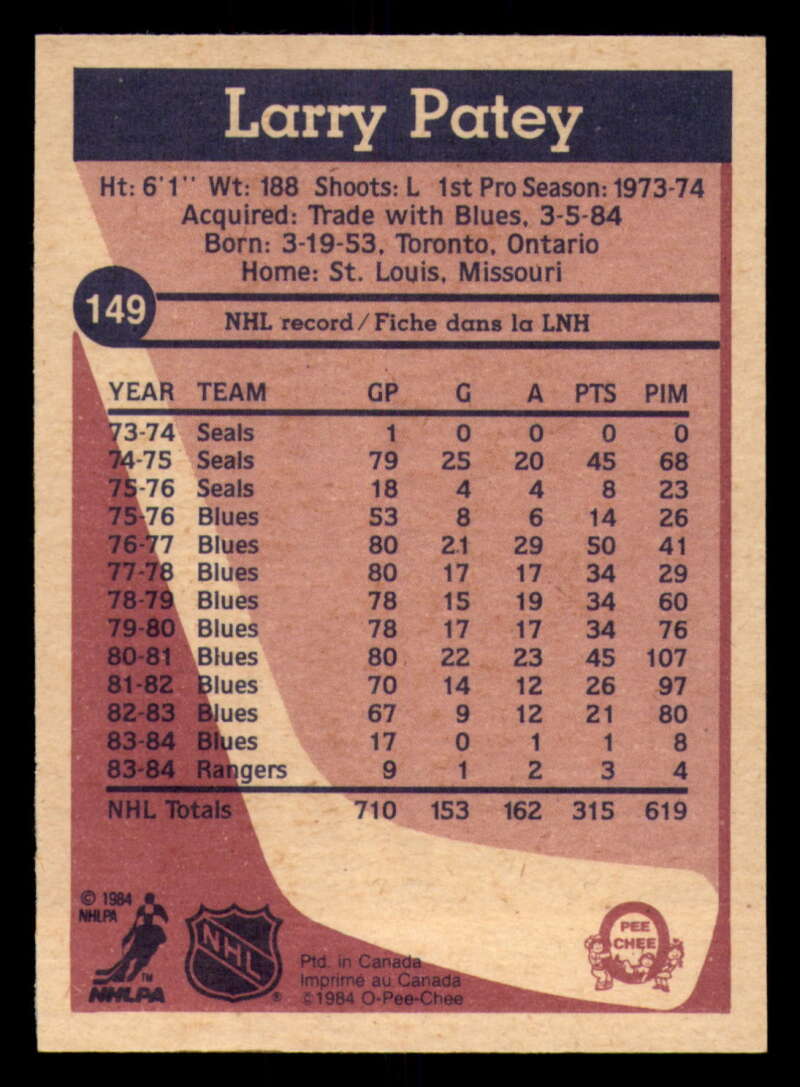 Larry Patey
Ht: 6'1" Wt: 188 Shoots: L 1st Pro Season: 1973-74
Acquired: Trade with Blues, 3-5-84
Born: 3-19-53, Toronto, Ontario
Home: St. Louis, Missouri
149
NHL record/Fiche dans la LNH
YEAR TEAM GP G A PTS PIM
73-74 Seals 1 0 0 0 0
74-75 Seals 79 25 20 45 68
75-76 Seals 18 4 4 8 23
75-76 Blues 53 8 6 14 26
76-77 Blues 80 21 29 50 41
77-78 Blues 80 17 17 34 29
78-79 Blues 78 15 19 34 60
79-80 Blues 78 17 17 34 76
80-81 Blues 80 22 23 45 107
81-82 Blues 70 14 12 26 97
82-83 Blues 67 9 12 21 80
83-84 Blues 17 0 1 1 8
83-84 Rangers 9 1 2 3 4
NHL Totals 710 153 162 315 619
© 1984
NHLPA
TM
NHLPA
NHL
®
Ptd. in Canada
Imprimé au Canada
© 1984 O-Pee-Chee
PEE
CHEE